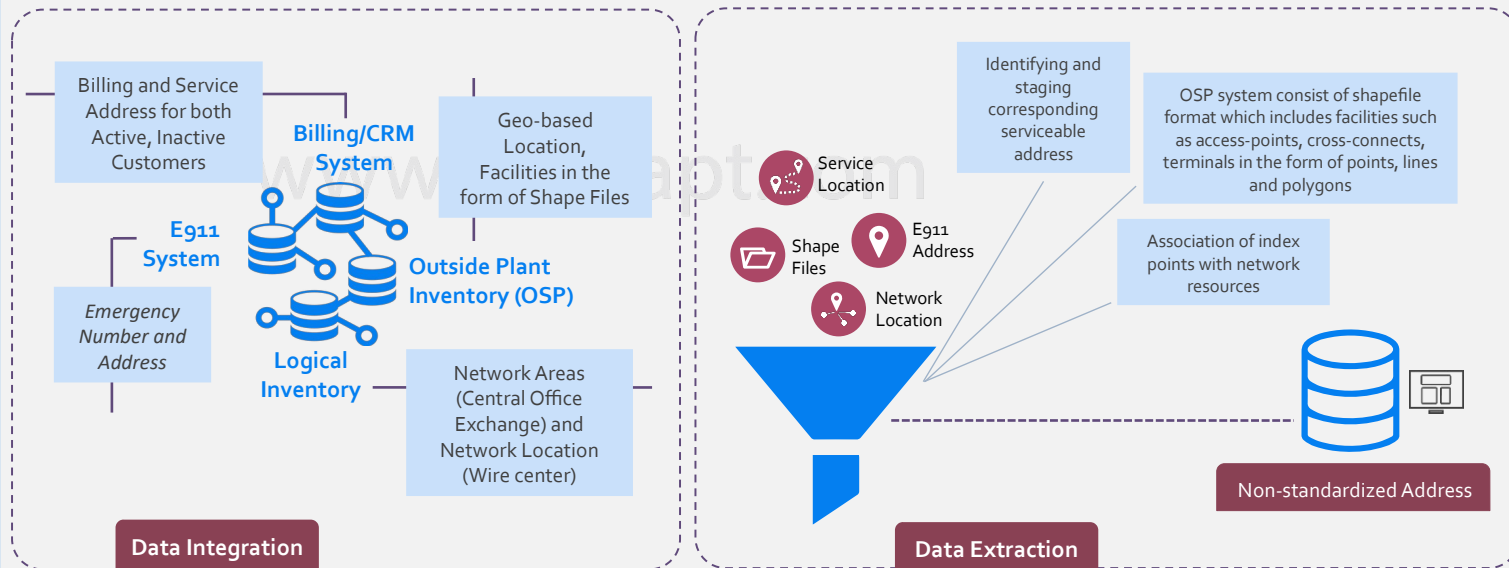 Billing and Service
Address for both
Active, Inactive
Customers
Billing/CRM
System
Geo-based
Location,
Facilities in the
form of Shape Files
E911
System
Outside Plant
Inventory (OSP)
Emergency
Number and
Address
Logical
Inventory
Network Areas
(Central Office
Exchange) and
Network Location
(Wire center)
Data Integration
Identifying and
staging
corresponding
serviceable
address
OSP system consist of shapefile
format which includes facilities such
as access-points, cross-connects,
terminals in the form of points, lines
and polygons
Service
Location
E911
Address
Shape
Files
Network
Location
Association of index
points with network
resources
Non-standardized Address
Data Extraction